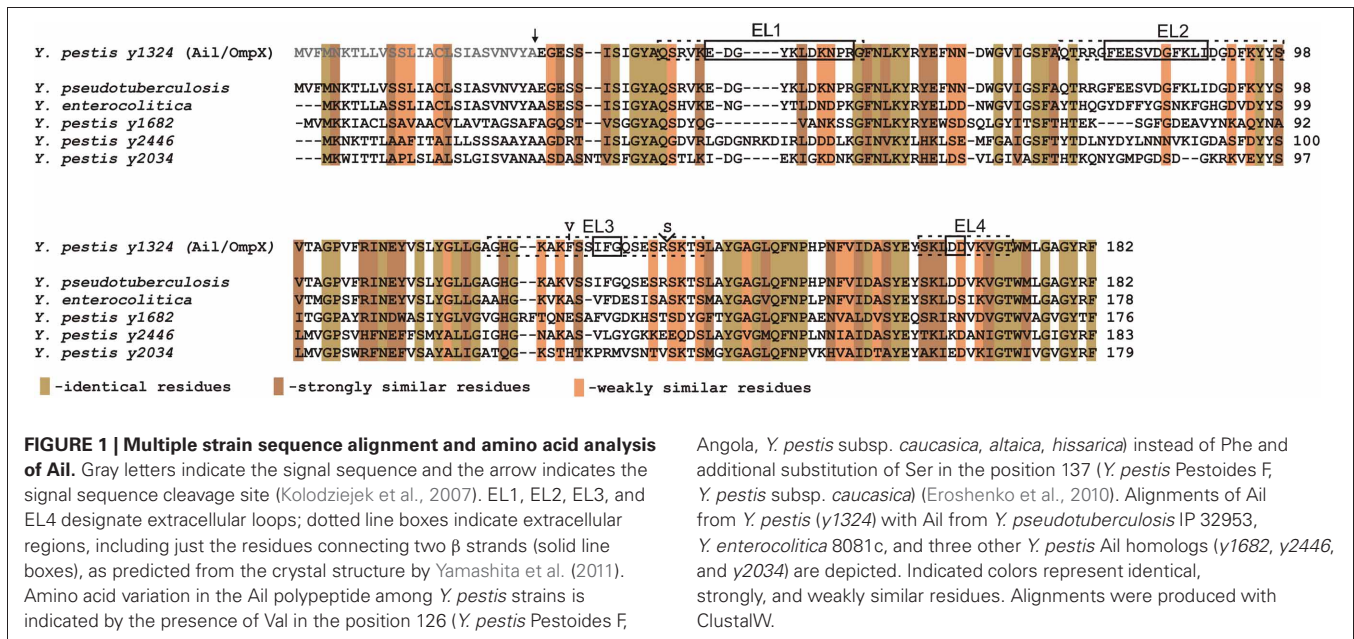 EL1 EL2
Y. pestis y1324 (Ail/OmpX) MVFMNKTLLVSSLIACLSIASVNVYAEGESS--ISIGYAQSRVKE-DG----YKLDKNPRGFNLKYRYEFNN-DWGVIGSFAQTRRGFEESVDGFKLIDGDFKYYS 98
Y. pseudotuberculosis MVFMNKTLLVSSLIACLSIASVNVYAEGESS--ISIGYAQSRVKE-DG----YKLDKNPRGFNLKYRYEFNN-DWGVIGSFAQTRRGFEESVDGFKLIDGDFKYYS 98
Y. enterocolitica ---MKKTLLASSLIACLSIASVNVYAASESS--ISIGYAQSHVKE-NG----YTLDNDPKGFNLKYRYELDD-NWGVIGSFAYTHQGYDFFYGSNKFGHGDVDYYS 99
Y. pestis y1682 -MVMKKIACLSAVAACVLAVTAGSAFAGQST--VSGGYAQSDYQG-------VANKSSGFNLKYRYEWSDSQLGYITSFTHTEK----SGFGDEAVYNKAQYNA 92
Y. pestis y2446 ---MKNKTTLAAFITAILLSSSAYAAGDRT--ISLGYAQGDVRLGDGNRKDIRLDDDLKGINVKYLHKLSE-MFGAIGSFTYTDLNYDYLNNNVKIGDASFDYYS 100
Y. pestis y2034 ---MKWITTLAPLSLALSLGISVANAASDASNTVSFGYAQSTLKI-DG----EKIGKDNKGFNLKYRHELDS-VLGIVASFTHTKQNYGMPGDSD--GKRKVEYYS 97
V EL3 S EL4
Y. pestis y1324 (Ail/OmpX) VTAGPVFRINEYVSLYGLLGAGHG--KAKFSSIFGQSESRSKTSLAYGAGLQFNPHPNFVIDASYEYSKLDDVKVGTWMLGAGYRF 182
Y. pseudotuberculosis VTAGPVFRINEYVSLYGLLGAGHG--KAKVSSIFGQSESRSKTSLAYGAGLQFNPHPNFVIDASYEYSKLDDVKVGTWMLGAGYRF 182
Y. enterocolitica VTMGPSFRINEYVSLYGLLGAAHG--KVKAS-VFDESISASKTSMAYGAGVQFNPLPNFVIDASYEYSKLDSIKVGTWMLGAGYRF 178
Y. pestis y1682 ITGGPAYRINDWASIYGLVGVGHGRFTQNESAFVGDKHSTSDYGFTYGAGLQFNPAENVALDVSYEQSRIRNVDVGTWVAGVGYTF 176
Y. pestis y2446 LMVGPSVHFNEFFSMYALLGIGHG--NAKAS-VLGYGKKEEQDSLAYGVGMQFNPLNNIAIDASYEYTKLKDANIGTWVLGIGYRF 183
Y. pestis y2034 LMVGPSWRFNEFVSAYALIGATQG--KSTHTKPRMVSNTVSKTSMGYGAGLQFNPVKHVAIDTAYEYAKIEDVKIGTWIVGVGYRF 179
-identical residues -strongly similar residues -weakly similar residues
FIGURE 1 | Multiple strain sequence alignment and amino acid analysis
of Ail. Gray letters indicate the signal sequence and the arrow indicates the
signal sequence cleavage site (Kolodziejek et al., 2007). EL1, EL2, EL3, and
EL4 designate extracellular loops; dotted line boxes indicate extracellular
regions, including just the residues connecting two β strands (solid line
boxes), as predicted from the crystal structure by Yamashita et al. (2011).
Amino acid variation in the Ail polypeptide among Y. pestis strains is
indicated by the presence of Val in the position 126 (Y. pestis Pestoides F,
Angola, Y. pestis subsp. caucasica, altaica, hissarica) instead of Phe and
additional substitution of Ser in the position 137 (Y. pestis Pestoides F,
Y. pestis subsp. caucasica) (Eroshenko et al., 2010). Alignments of Ail
from Y. pestis (y1324) with Ail from Y. pseudotuberculosis IP 32953,
Y. enterocolitica 8081c, and three other Y. pestis Ail homologs (y1682, y2446,
and y2034) are depicted. Indicated colors represent identical,
strongly, and weakly similar residues. Alignments were produced with
ClustalW.